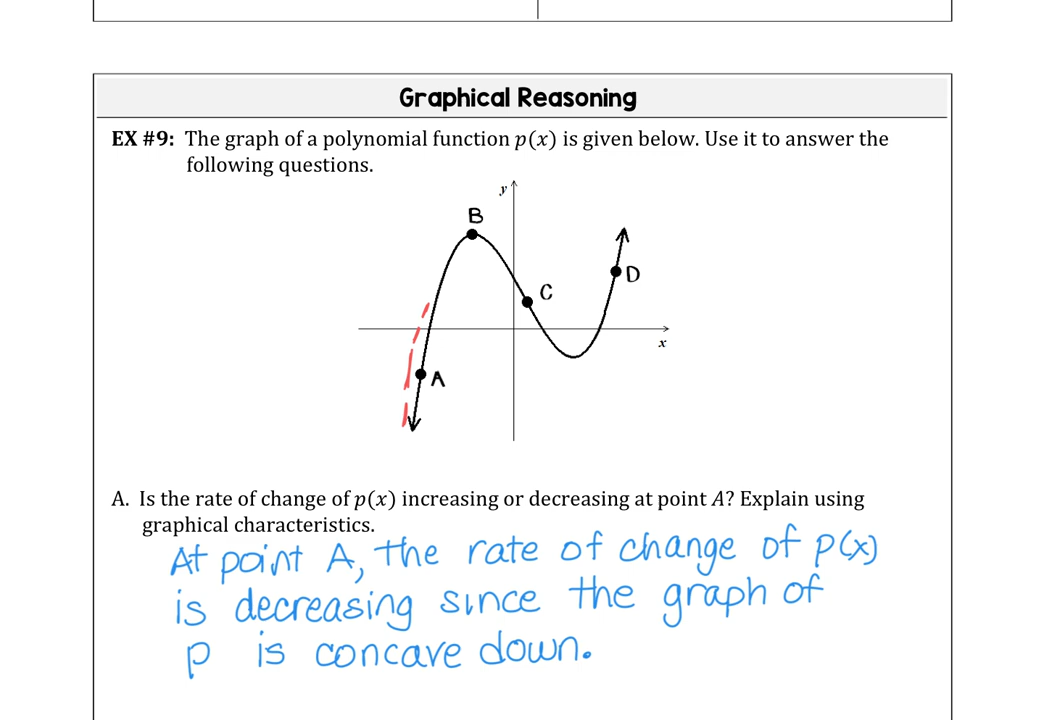 Graphical Reasoning
EX #9: The graph of a polynomial function p(x) is given below. Use it to answer the
following questions.
y
B
C
D
x
A
A. Is the rate of change of p(x) increasing or decreasing at point A? Explain using
graphical characteristics.
At point A, the rate of change of p(x)
is decreasing since the graph of
p is concave down.